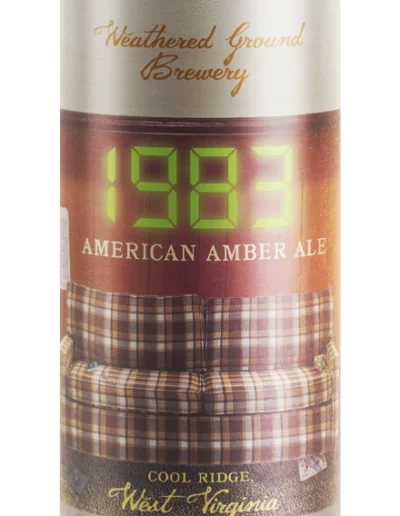 Weathered Ground
Brewery
1983
AMERICAN AMBER ALE
COOL RIDGE,
West Virginia